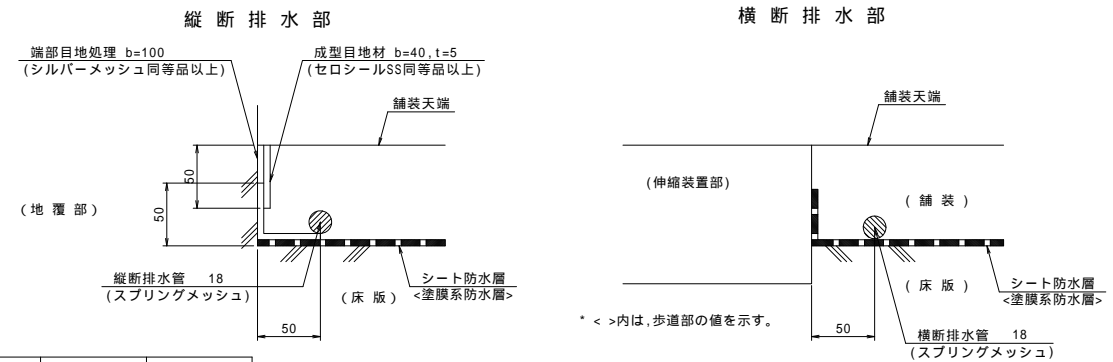 縦断排水部
端部目地処理 b=100
(シルバーメッシュ同等品以上)
成型目地材 b=40,t=5
(セロシールSS同等品以上)
舗装天端
50
50
(地覆部)
縦断排水管 18
(スプリングメッシュ)
(床版)
シート防水層
<塗膜系防水層>
50
横断排水部
舗装天端
(伸縮装置部)
(舗装)
シート防水層
<塗膜系防水層>
(床版)
* < >内は,歩道部の値を示す。
50
横断排水管 18
(スプリングメッシュ)